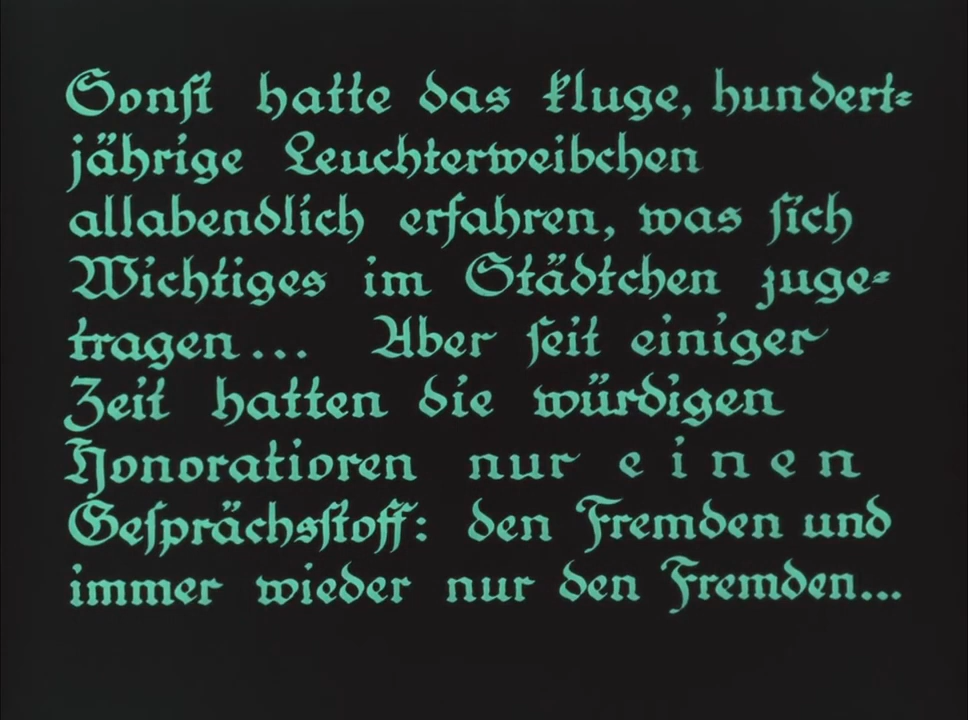 Sonſt hatte das kluge, hundert⸗
jährige Leuchterweibchen
allabendlich erfahren, was ſich
Wichtiges im Städtchen zuge⸗
tragen... Aber ſeit einiger
Zeit hatten die würdigen
Honoratioren nur e i n e n
Geſprächsſtoff: den Fremden und
immer wieder nur den Fremden...